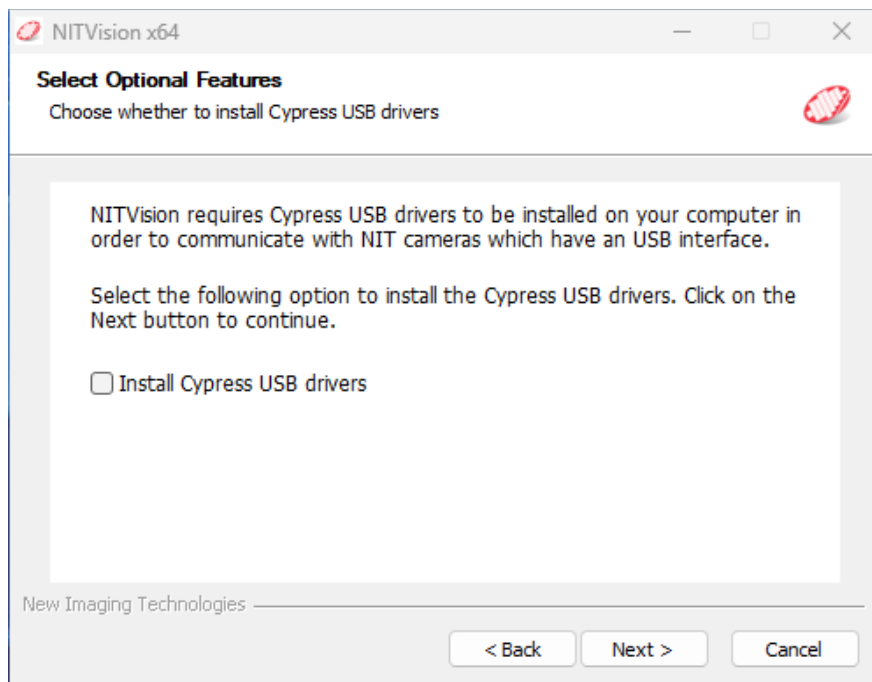 NITVision x64
Select Optional Features
Choose whether to install Cypress USB drivers
NITVision requires Cypress USB drivers to be installed on your computer in
order to communicate with NIT cameras which have an USB interface.
Select the following option to install the Cypress USB drivers. Click on the
Next button to continue.
Install Cypress USB drivers
New Imaging Technologies
< Back Next > Cancel